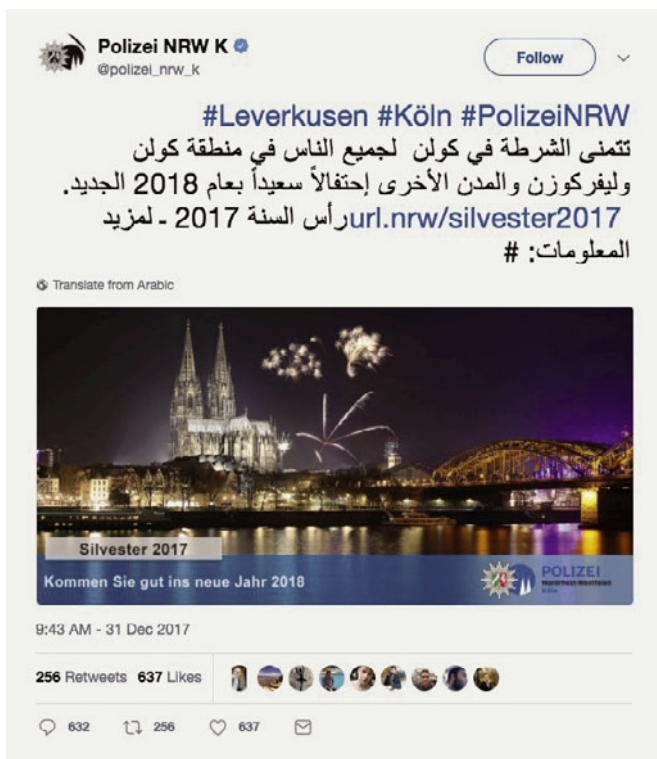 Polizei NRW K
@polizei_nrw_k
Follow
#Leverkusen #Köln #PolizeiNRW
تتمنى الشرطة في كولن لجميع الناس في منطقة كولن
وليفركوزن والمدن الأخرى إحتفالاً سعيداً بعام 2018 الجديد.
url.nrw/silvester2017رأس السنة 2017 ـ لمزيد
المعلومات: #
Translate from Arabic
Silvester 2017
Kommen Sie gut ins neue Jahr 2018
POLIZEI
Nordrhein-Westfalen
Köln
9:43 AM - 31 Dec 2017
256 Retweets 637 Likes
632 256 637